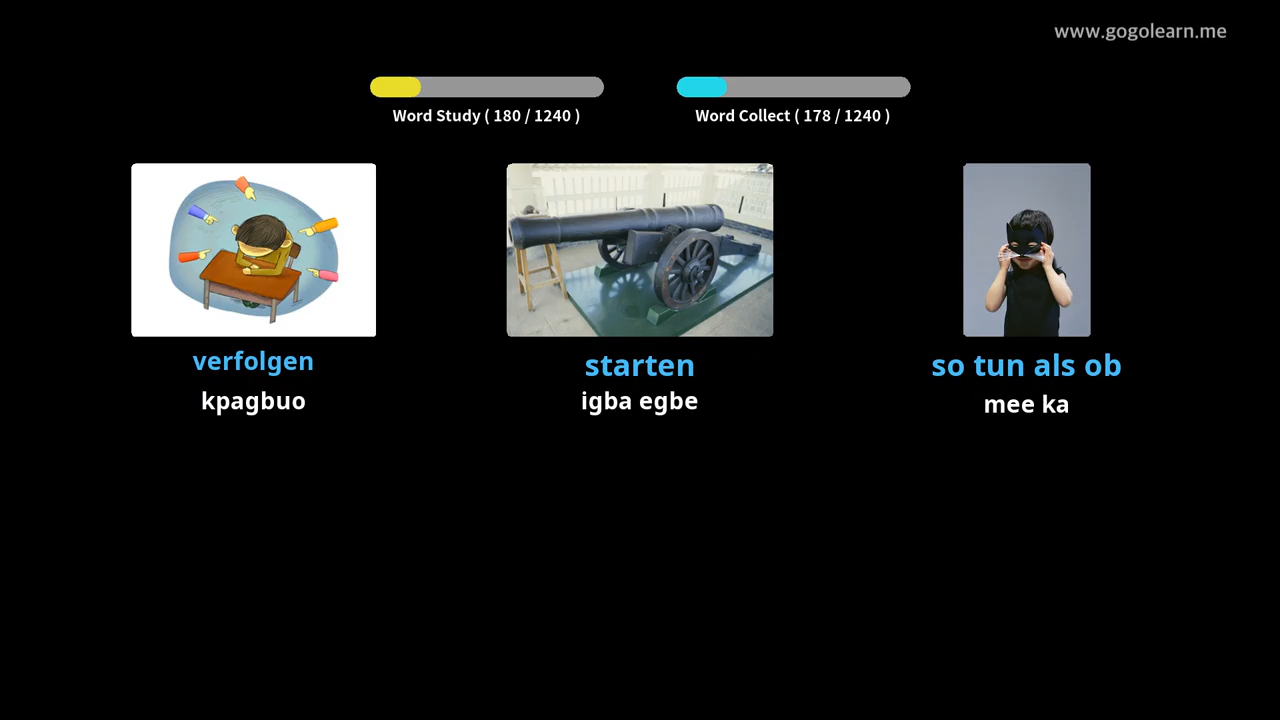 www.gogolearn.me
Word Study ( 180 / 1240 )
Word Collect ( 178 / 1240 )
verfolgen
kpagbuo
starten
igba egbe
so tun als ob
mee ka